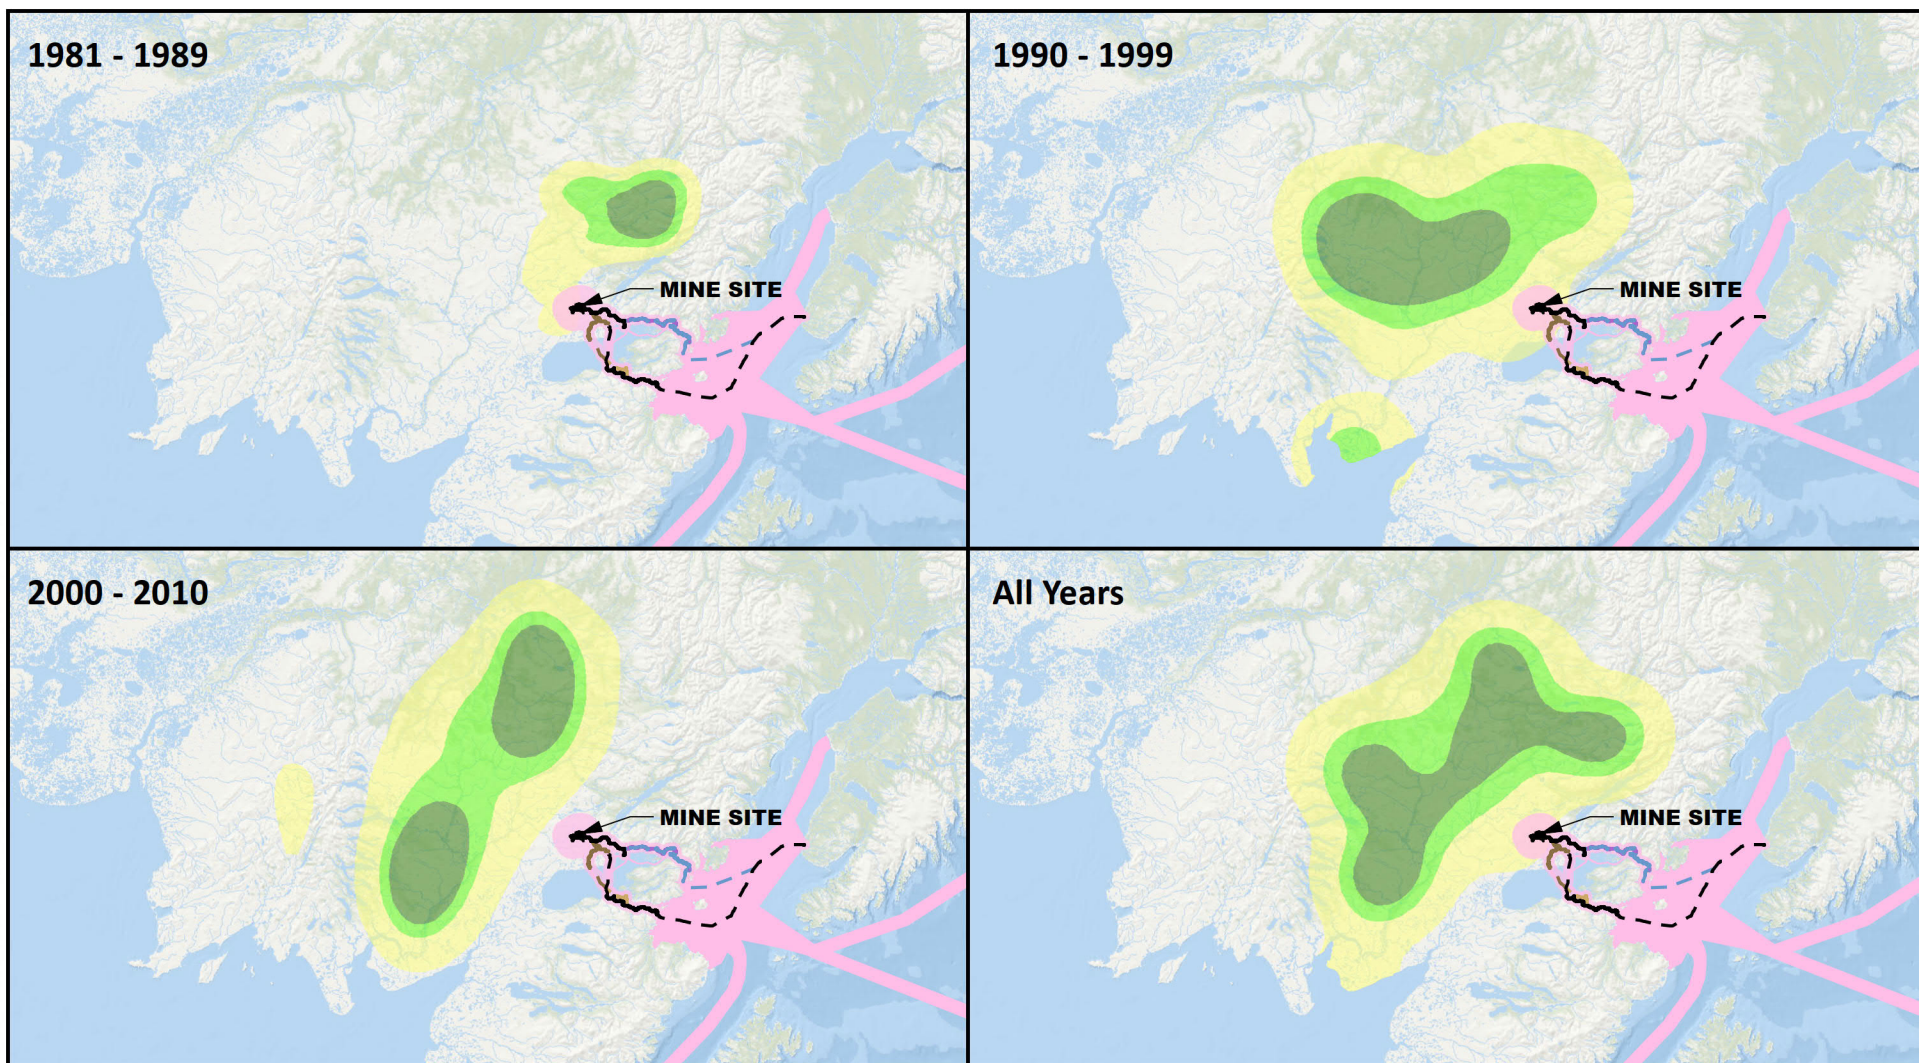 1981 - 1989
MINE SITE
1990 - 1999
MINE SITE
2000 - 2010
MINE SITE
All Years
MINE SITE